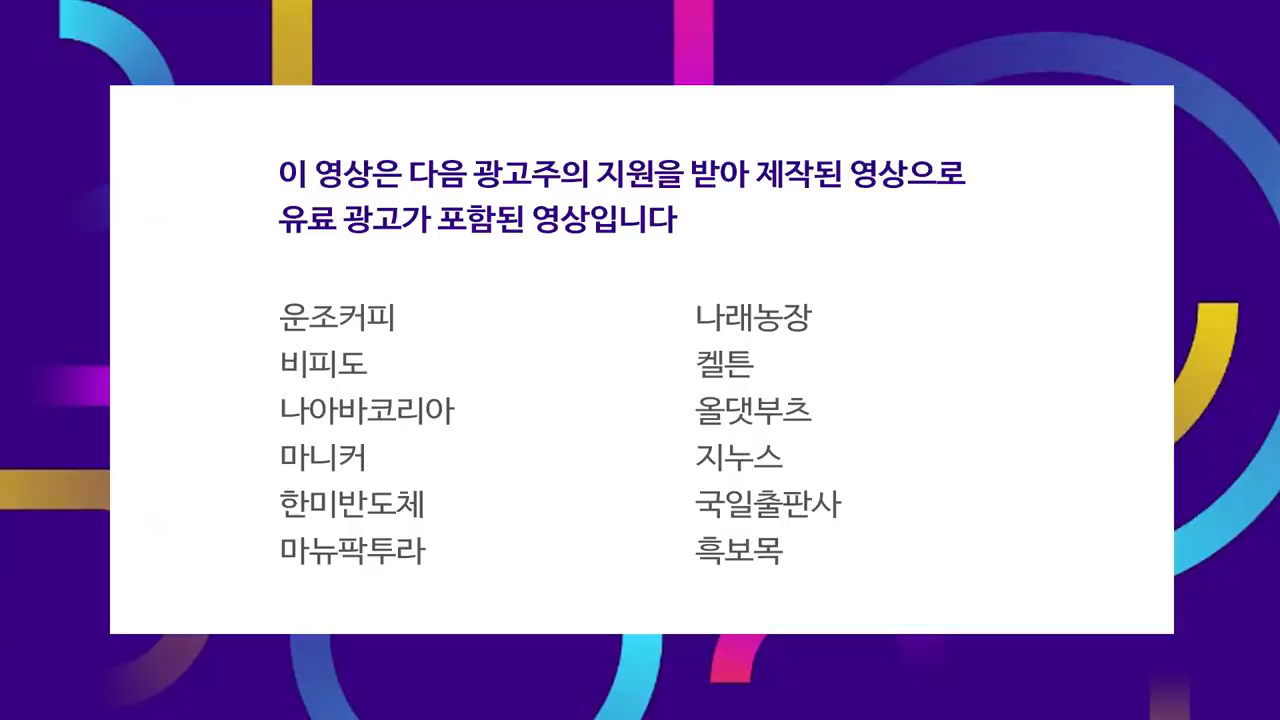 이 영상은 다음 광고주의 지원을 받아 제작된 영상으로
유료 광고가 포함된 영상입니다
운조커피
비피도
나아바코리아
마니커
한미반도체
마뉴팍투라
나래농장
켈튼
올댓부츠
지누스
국일출판사
흑보목